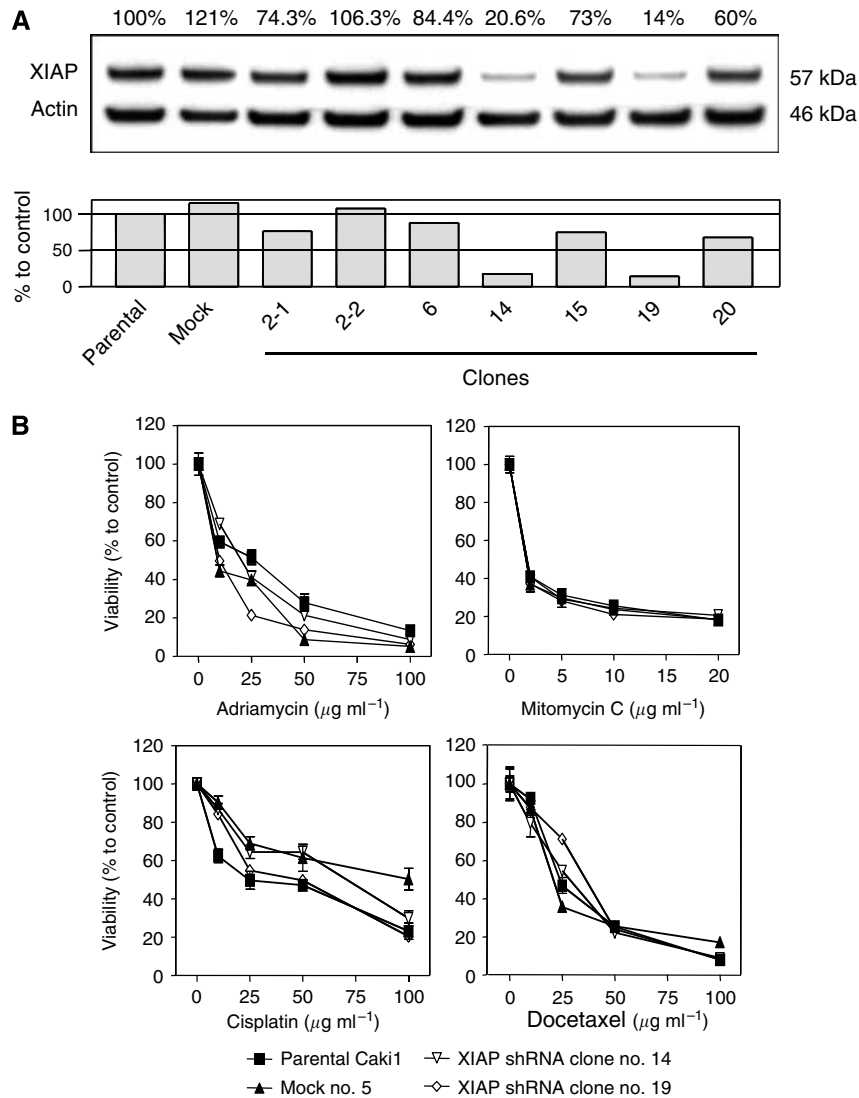 A
100% 121% 74.3% 106.3% 84.4% 20.6% 73% 14% 60%
XIAP 57 kDa
Actin 46 kDa
% to control
100
50
0
Parental Mock 2-1 2-2 6 14 15 19 20
Clones
B
Viability (% to control)
120
100
80
60
40
20
0
0 25 50 75 100
Adriamycin (μg ml⁻¹)
120
100
80
60
40
20
0
0 5 10 15 20
Mitomycin C (μg ml⁻¹)
Viability (% to control)
120
100
80
60
40
20
0
0 25 50 75 100
Cisplatin (μg ml⁻¹)
120
100
80
60
40
20
0
0 25 50 75 100
Docetaxel (μg ml⁻¹)
Parental Caki1 XIAP shRNA clone no. 14
Mock no. 5 XIAP shRNA clone no. 19